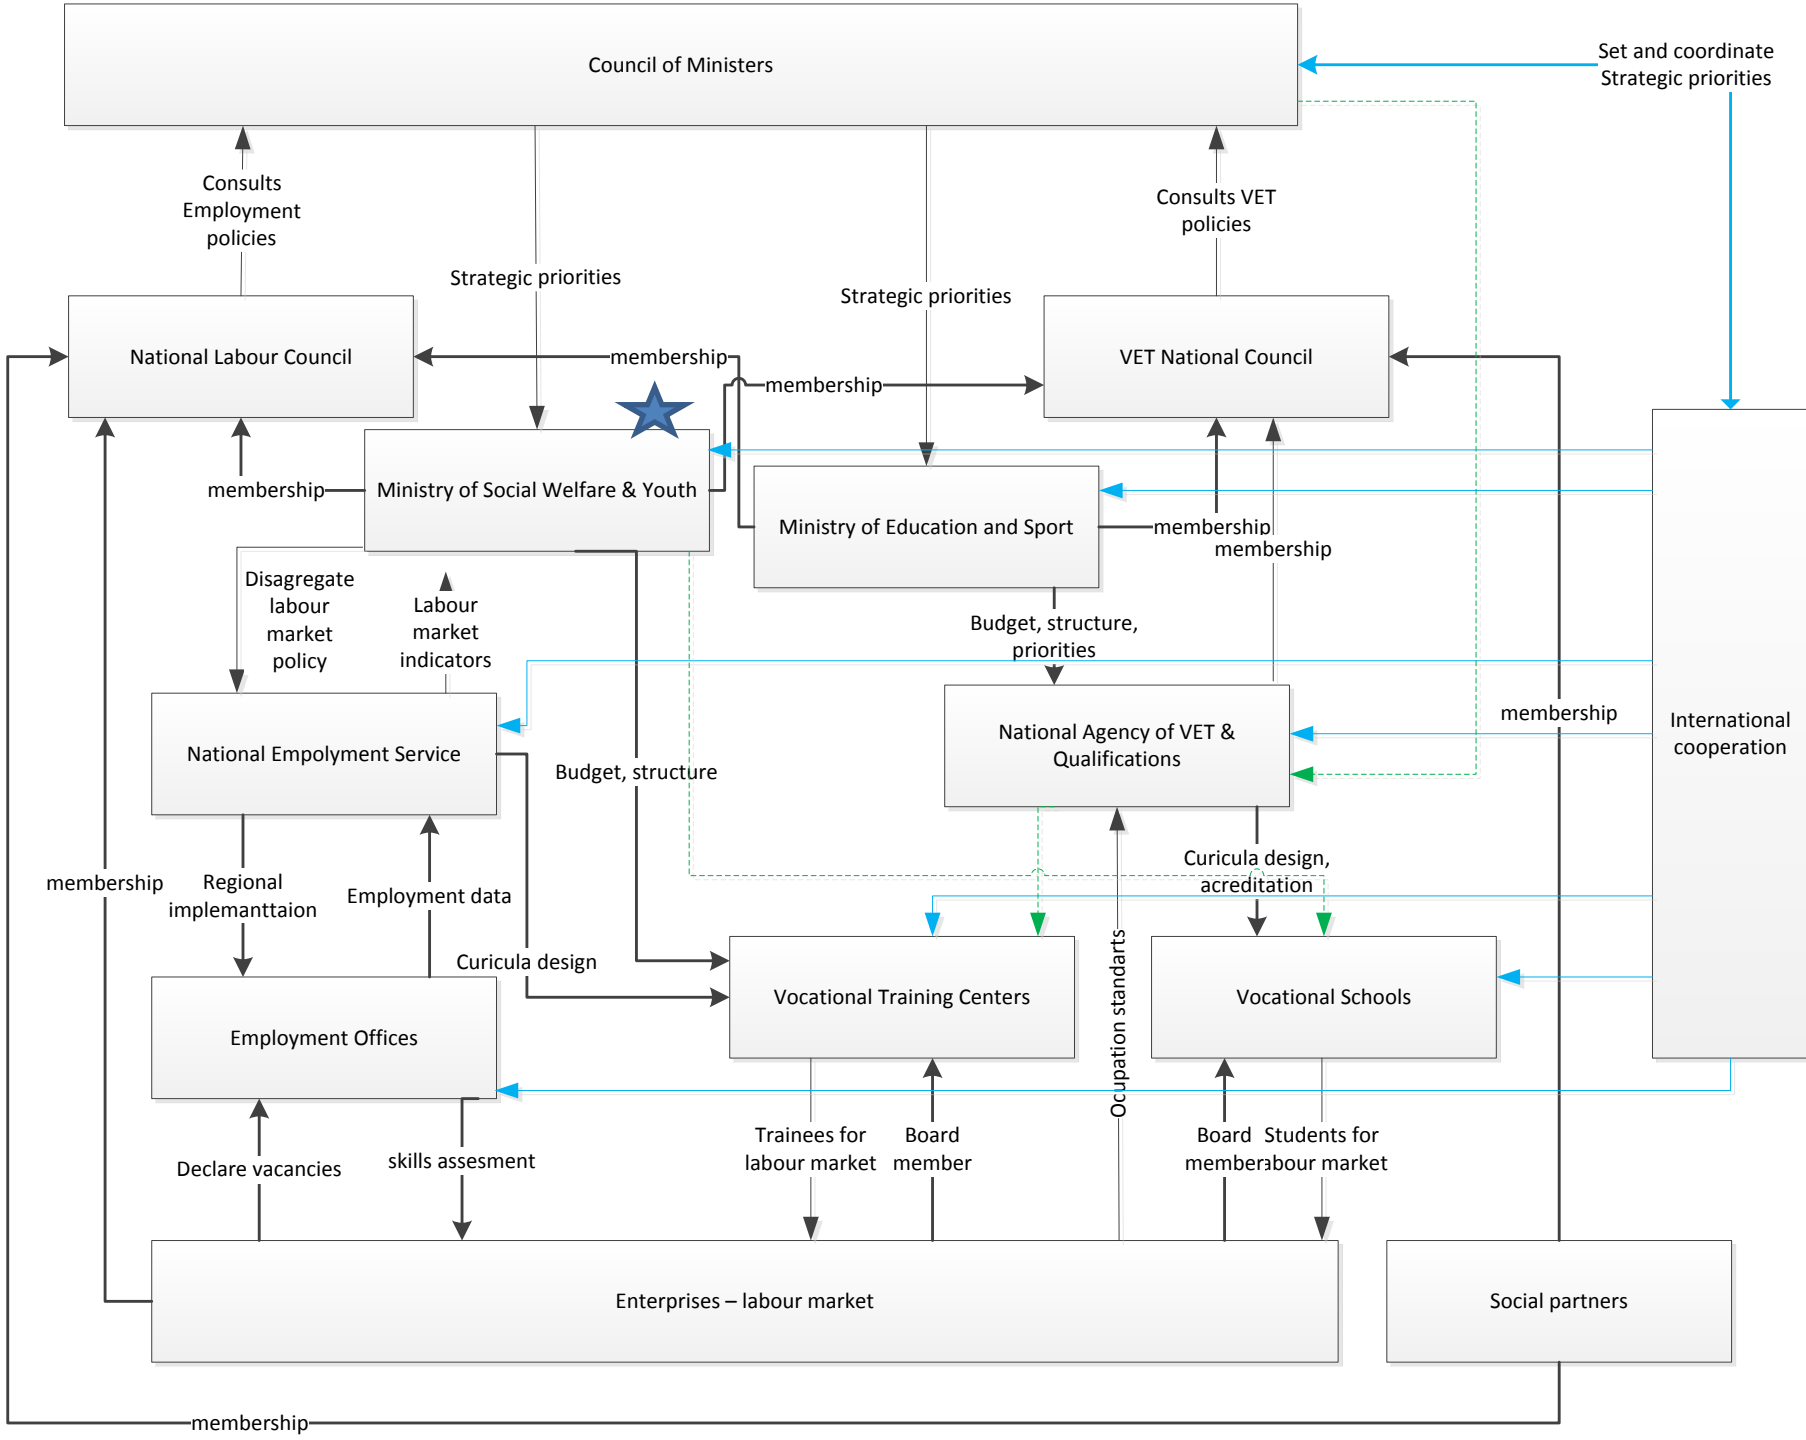 Council of Ministers
Set and coordinate
Strategic priorities
Consults
Employment
policies
Consults VET
policies
Strategic priorities
Strategic priorities
National Labour Council
membership
VET National Council
membership
Ministry of Social Welfare & Youth
membership
Ministry of Education and Sport
membership
membership
Disagregate
labour
market
policy
Labour
market
indicators
Budget, structure,
priorities
National Empolyment Service
Budget, structure
National Agency of VET &
Qualifications
membership
International
cooperation
membership
Regional
implemanttaion
Employment data
Curicula design,
acreditation
Curicula design
Vocational Training Centers
Ocupation standarts
Vocational Schools
Employment Offices
Declare vacancies
skills assesment
Trainees for
labour market
Board
member
Board
member
Students for
labour market
Enterprises – labour market
Social partners
membership